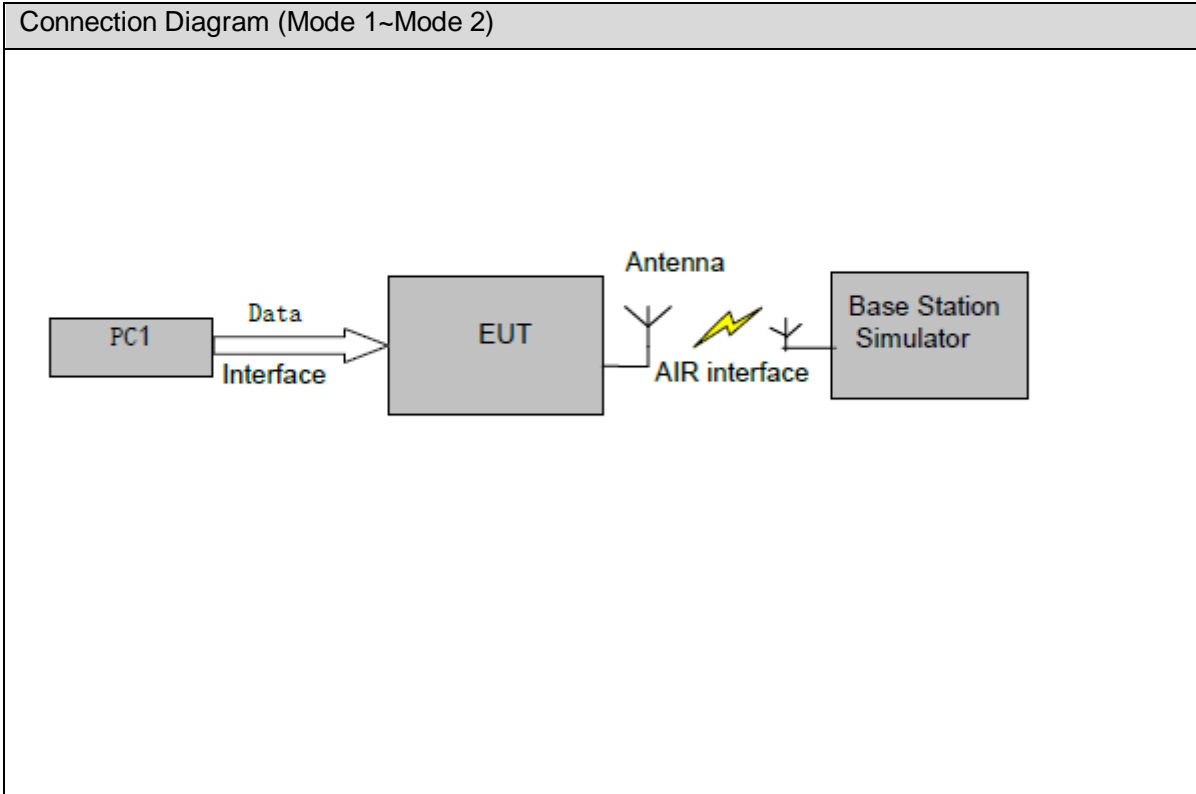 Connection Diagram (Mode 1~Mode 2)
Antenna
Data
PC1
Interface
EUT
AIR interface
Base Station
Simulator